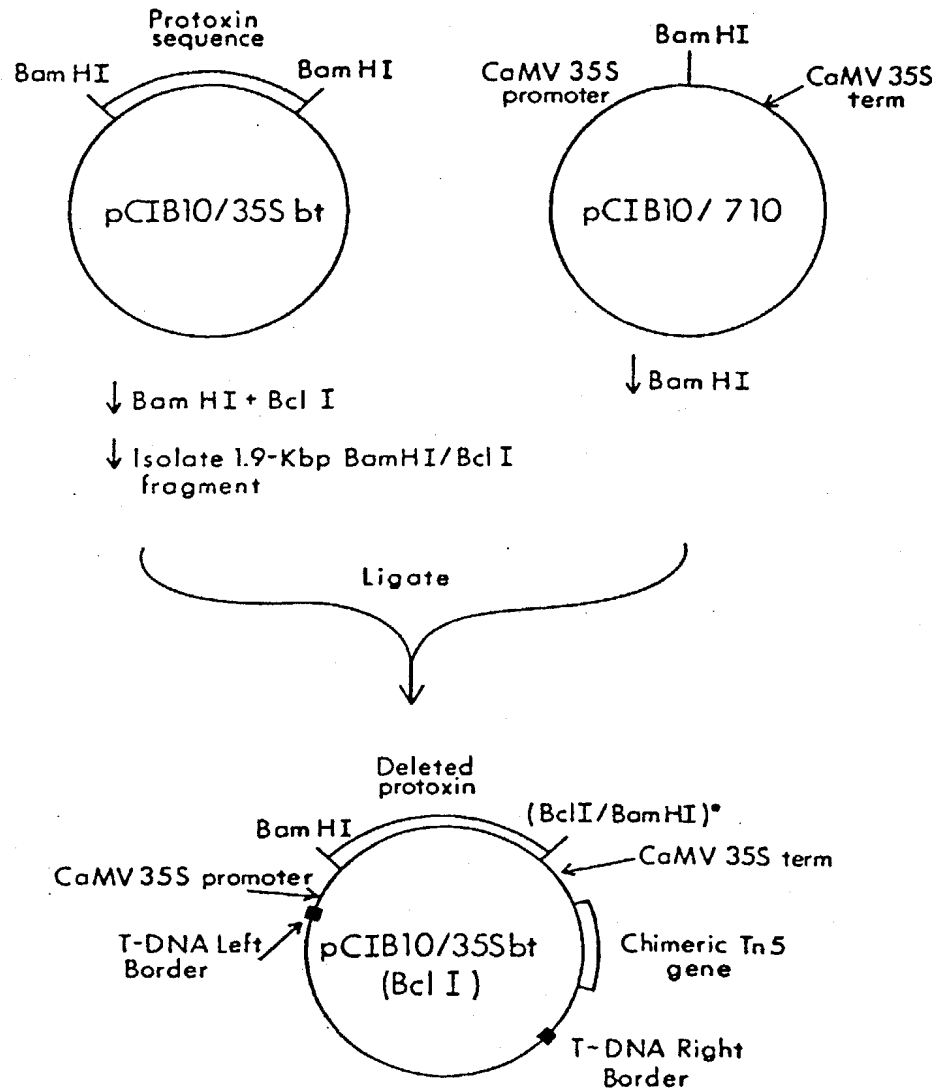 Protoxin
sequence
Bam HI
Bam HI
pCIB10/35S bt
Bam HI
CaMV 35S
promoter
CaMV 35S
term
pCIB10/ 710
↓ Bam HI + Bcl I
↓ Isolate 1.9-Kbp BamHI/Bcl I
fragment
↓ Bam HI
Ligate
Deleted
protoxin
Bam HI
(BclI/BamHI)*
CaMV 35S promoter
CaMV 35S term
T-DNA Left
Border
pCIB10/35Sbt
(Bcl I)
Chimeric Tn5
gene
T-DNA Right
Border